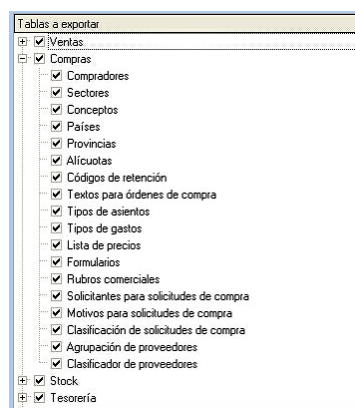 Tablas a exportar
Ventas
Compras
Compradores
Sectores
Conceptos
Países
Provincias
Alícuotas
Códigos de retención
Textos para órdenes de compra
Tipos de asientos
Tipos de gastos
Lista de precios
Formularios
Rubros comerciales
Solicitantes para solicitudes de compra
Motivos para solicitudes de compra
Clasificación de solicitudes de compra
Agrupación de proveedores
Clasificador de proveedores
Stock
Tesorería